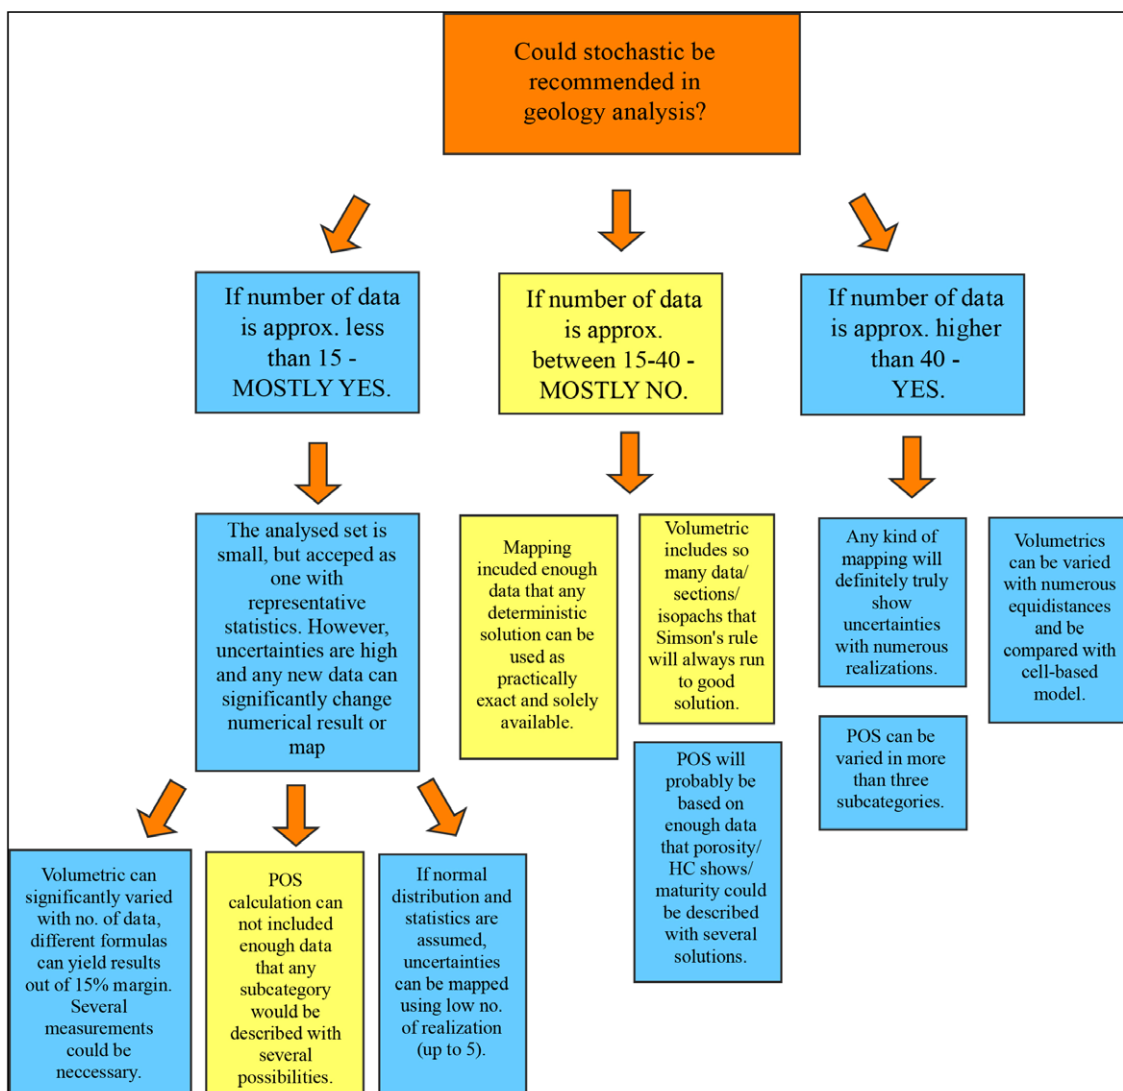 Could stochastic be
recommended in
geology analysis?
If number of data
is approx. less
than 15 -
MOSTLY YES.
If number of data
is approx.
between 15-40 -
MOSTLY NO.
If number of data
is approx. higher
than 40 -
YES.
The analysed set is
small, but acceped as
one with
representative
statistics. However,
uncertainties are high
and any new data can
significantly change
numerical result or
map
Mapping
incuded enough
data that any
deterministic
solution can be
used as
practically
exact and solely
available.
Volumetric
includes so
many data/
sections/
isopachs that
Simson's rule
will always run
to good
solution.
POS will
probably be
based on
enough data
that porosity/
HC shows/
maturity could
be described
with several
solutions.
Any kind of
mapping will
definitely truly
show
uncertainties
with numerous
realizations.
POS can be
varied in more
than three
subcategories.
Volumetrics
can be varied
with numerous
equidistances
and be
compared with
cell-based
model.
Volumetric can
significantly varied
with no. of data,
different formulas
can yield results
out of 15% margin.
Several
measurements
could be
neccessary.
POS
calculation can
not included
enough data
that any
subcategory
would be
described with
several
possibilities.
If normal
distribution and
statistics are
assumed,
uncertainties
can be mapped
using low no.
of realization
(up to 5).